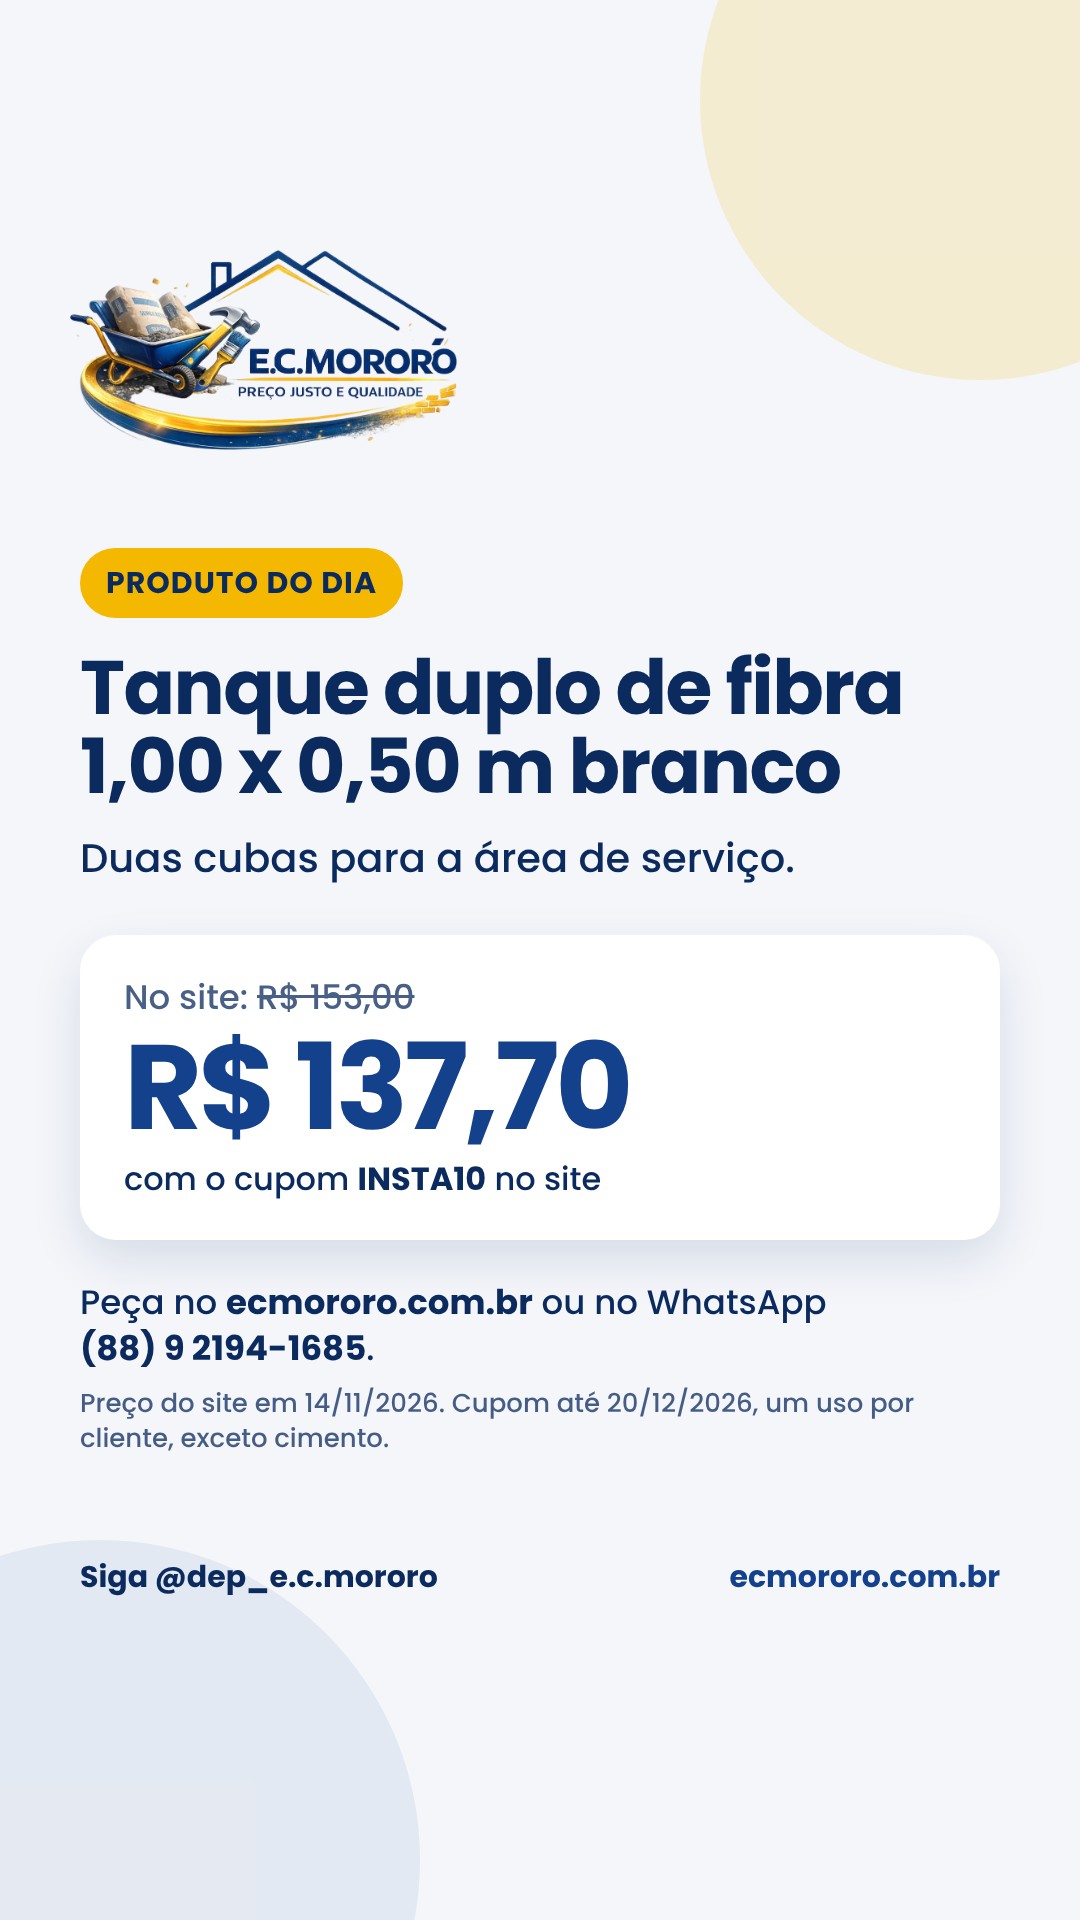 E.C.MORORÓ
PREÇO JUSTO E QUALIDADE
PRODUTO DO DIA
Tanque duplo de fibra
1,00 x 0,50 m branco
Duas cubas para a área de serviço.
No site: R$ 153,00
R$ 137,70
com o cupom INSTA10 no site
Peça no ecmororo.com.br ou no WhatsApp
(88) 9 2194-1685.
Preço do site em 14/11/2026. Cupom até 20/12/2026, um uso por
cliente, exceto cimento.
Siga @dep_e.c.mororo
ecmororo.com.br